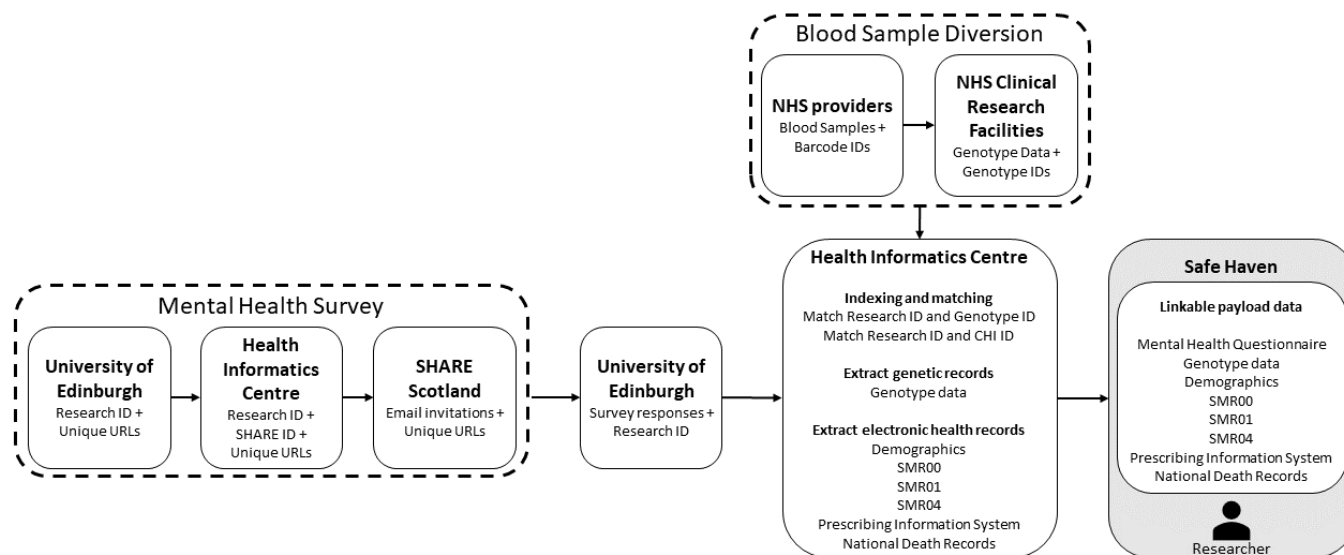 Blood Sample Diversion
NHS providers
Blood Samples +
Barcode IDs
NHS Clinical
Research
Facilities
Genotype Data +
Genotype IDs
Mental Health Survey
University of
Edinburgh
Research ID +
Unique URLs
Health
Informatics
Centre
Research ID +
SHARE ID +
Unique URLs
SHARE
Scotland
Email invitations +
Unique URLs
University of
Edinburgh
Survey responses +
Research ID
Health Informatics Centre
Indexing and matching
Match Research ID and Genotype ID
Match Research ID and CHI ID
Extract genetic records
Genotype data
Extract electronic health records
Demographics
SMR00
SMR01
SMR04
Prescribing Information System
National Death Records
Safe Haven
Linkable payload data
Mental Health Questionnaire
Genotype data
Demographics
SMR00
SMR01
SMR04
Prescribing Information System
National Death Records
Researcher